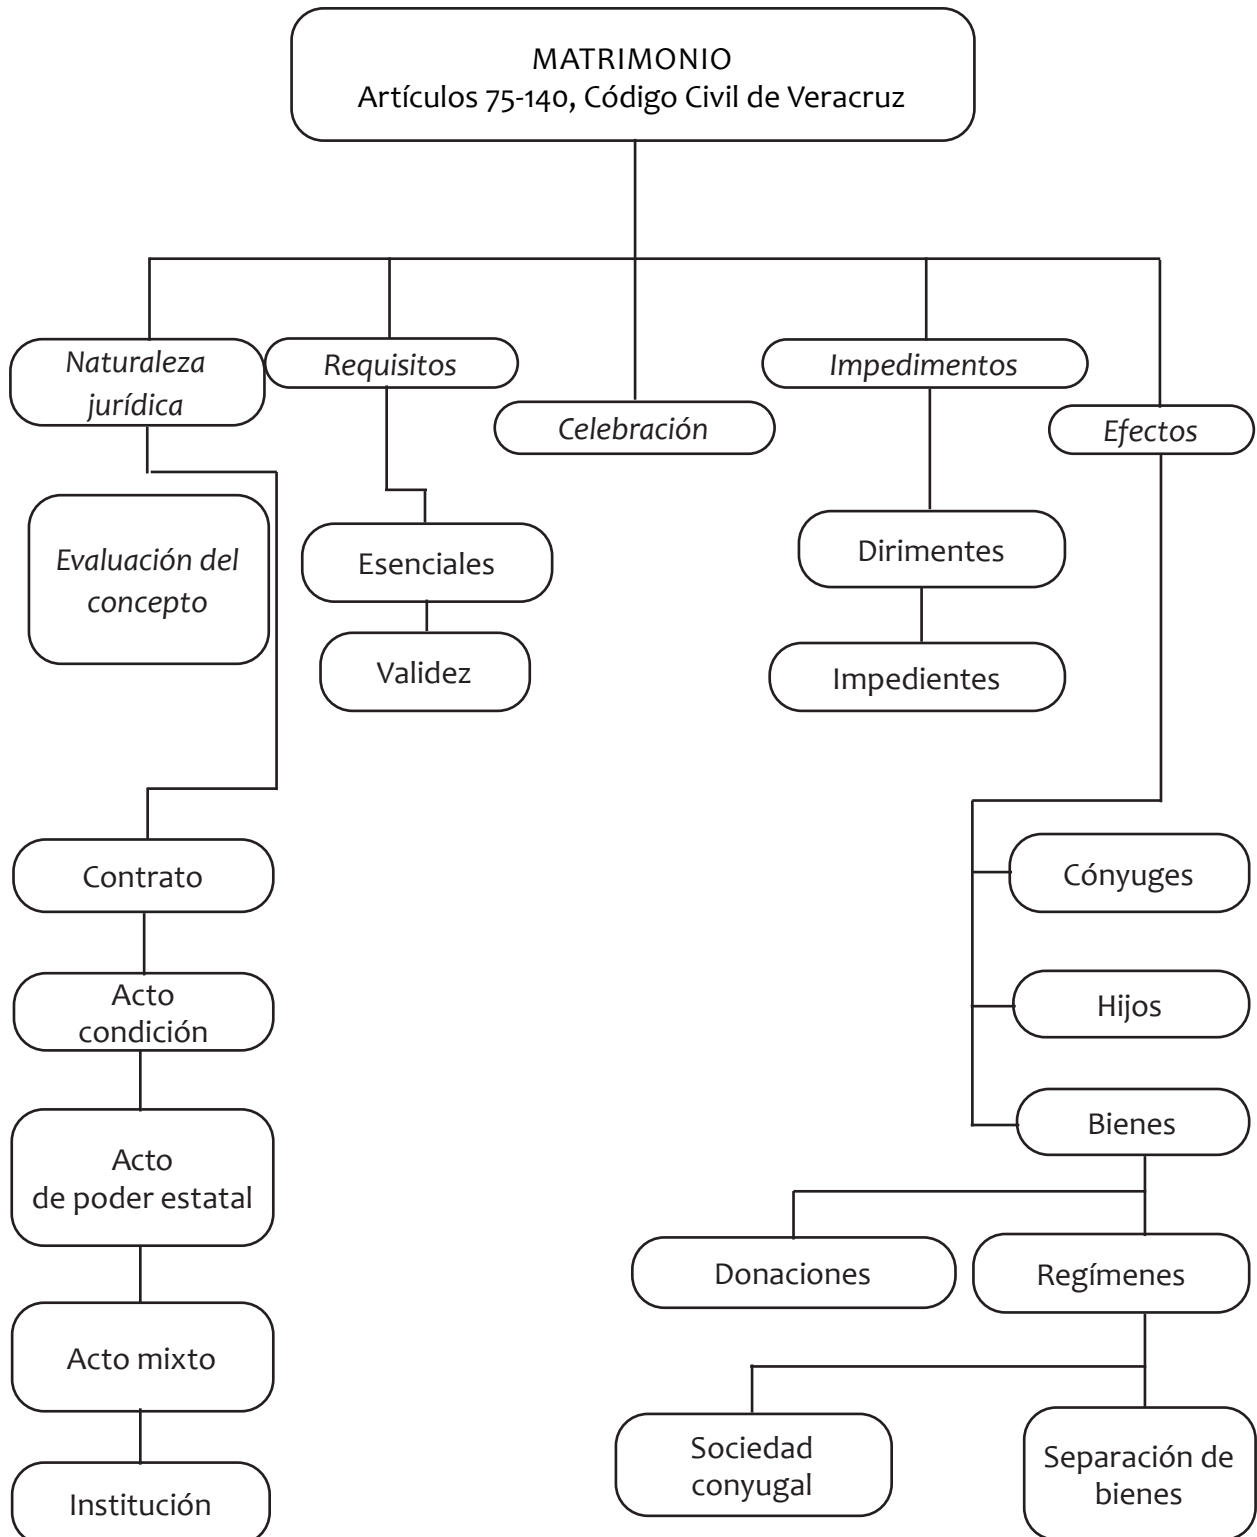 MATRIMONIO
Artículos 75-140, Código Civil de Veracruz
Naturaleza
jurídica
Requisitos
Celebración
Impedimentos
Efectos
Evaluación del
concepto
Esenciales
Validez
Dirimentes
Impedientes
Contrato
Acto
condición
Acto
de poder estatal
Acto mixto
Institución
Cónyuges
Hijos
Bienes
Donaciones
Regímenes
Sociedad
conyugal
Separación de
bienes